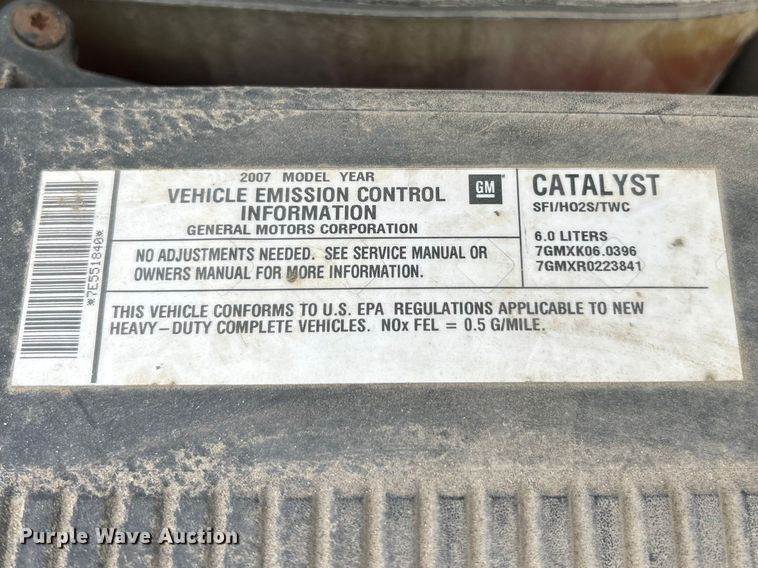 *7E551840*
2007 MODEL YEAR
VEHICLE EMISSION CONTROL
INFORMATION
GENERAL MOTORS CORPORATION
GM
NO ADJUSTMENTS NEEDED. SEE SERVICE MANUAL OR
OWNERS MANUAL FOR MORE INFORMATION.
CATALYST
SFI/HO2S/TWC
6.0 LITERS
7GMXK06.0396
7GMXR0223841
THIS VEHICLE CONFORMS TO U.S. EPA REGULATIONS APPLICABLE TO NEW
HEAVY-DUTY COMPLETE VEHICLES. NOx FEL = 0.5 G/MILE.
Purple Wave Auction